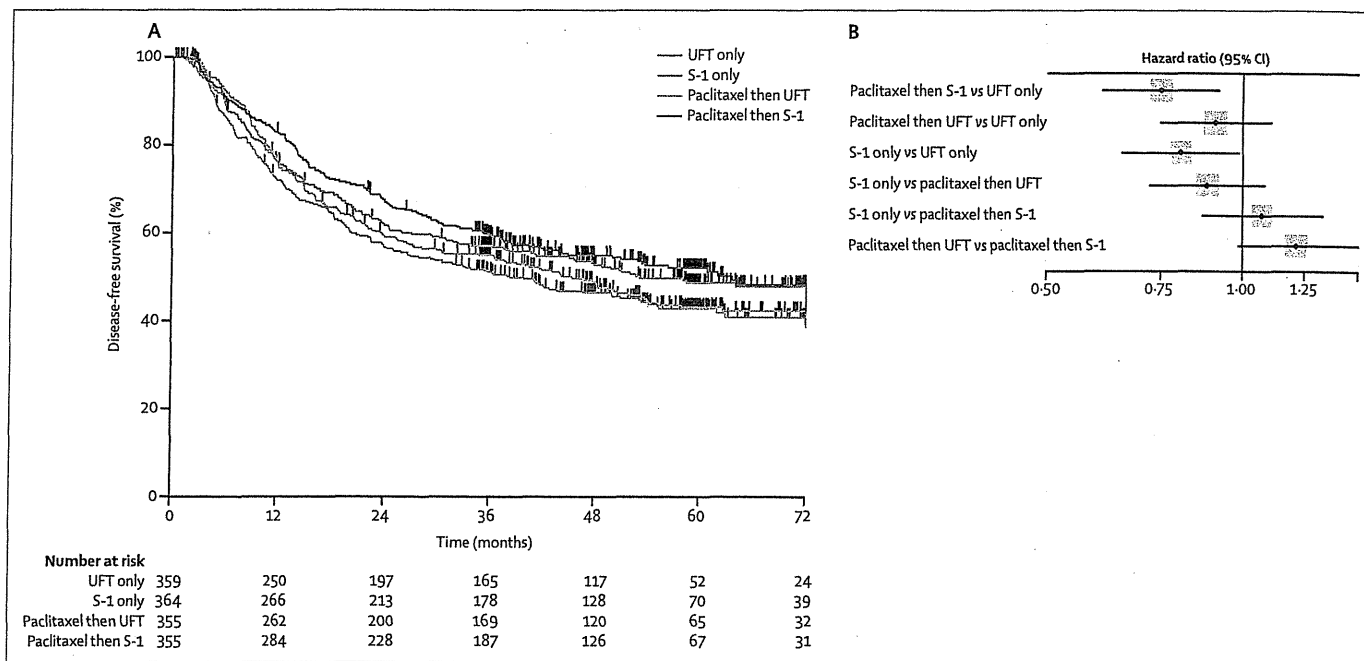 A
100
80
60
40
20
0
Disease-free survival (%)
UFT only
S-1 only
Paclitaxel then UFT
Paclitaxel then S-1
0 12 24 36 48 60 72
Time (months)
Number at risk
UFT only 359 250 197 165 117 52 24
S-1 only 364 266 213 178 128 70 39
Paclitaxel then UFT 355 262 200 169 120 65 32
Paclitaxel then S-1 355 284 228 187 126 67 31
B
Hazard ratio (95% CI)
Paclitaxel then S-1 vs UFT only
Paclitaxel then UFT vs UFT only
S-1 only vs UFT only
S-1 only vs paclitaxel then UFT
S-1 only vs paclitaxel then S-1
Paclitaxel then UFT vs paclitaxel then S-1
0·50 0·75 1·00 1·25